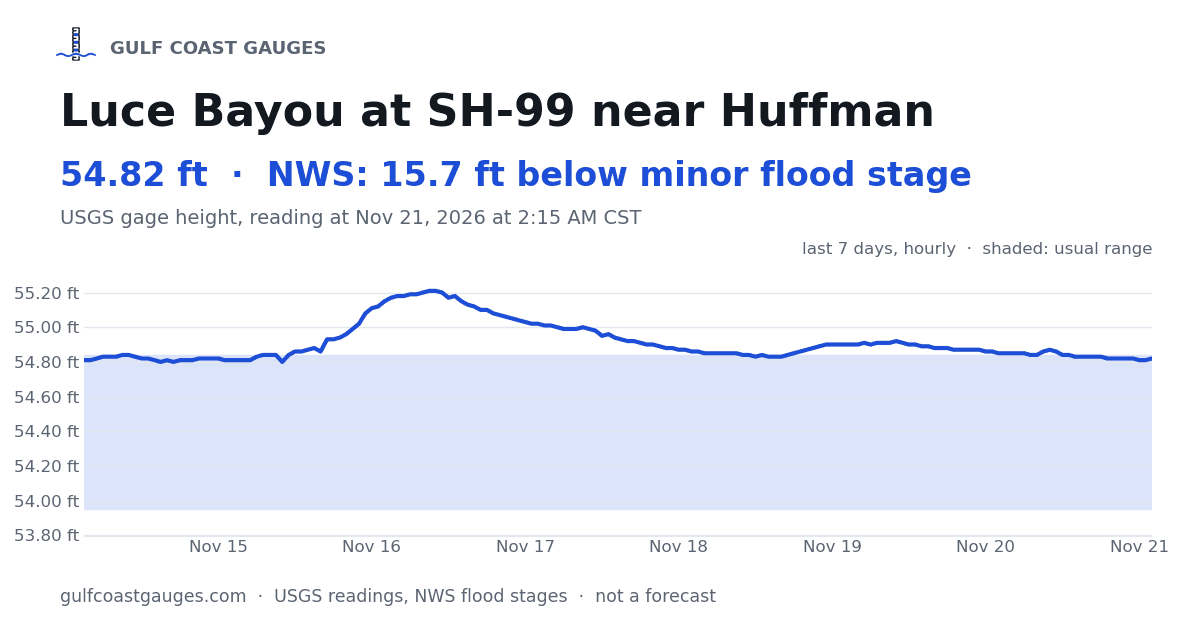 GULF COAST GAUGES
Luce Bayou at SH-99 near Huffman
54.82 ft · NWS: 15.7 ft below minor flood stage
USGS gage height, reading at Nov 21, 2026 at 2:15 AM CST
last 7 days, hourly · shaded: usual range
55.20 ft
55.00 ft
54.80 ft
54.60 ft
54.40 ft
54.20 ft
54.00 ft
53.80 ft
Nov 15 Nov 16 Nov 17 Nov 18 Nov 19 Nov 20 Nov 21
gulfcoastgauges.com · USGS readings, NWS flood stages · not a forecast